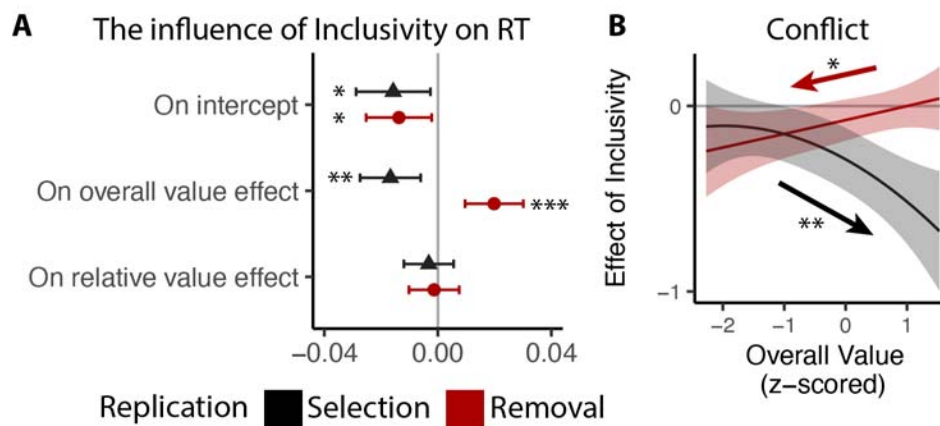 A The influence of Inclusivity on RT
On intercept
*
*
On overall value effect
**
***
On relative value effect
−0.04 0.00 0.04
B Conflict
Effect of Inclusivity
0
−1
*
**
−2 −1 0 1
Overall Value
(z−scored)
Replication Selection Removal